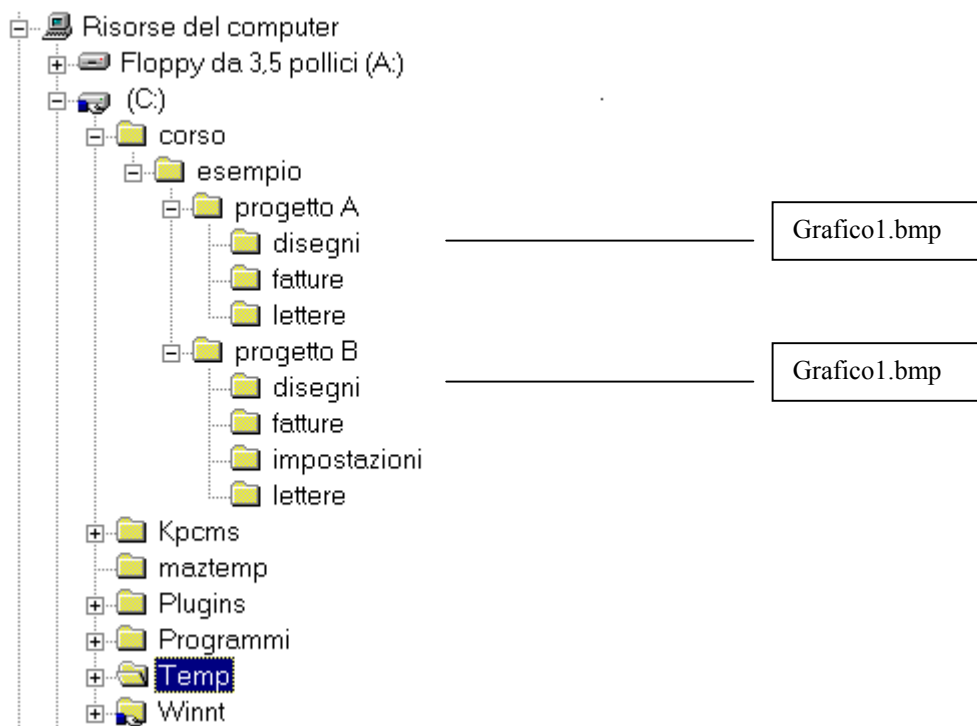 Risorse del computer
Floppy da 3,5 pollici (A:)
(C:)
corso
esempio
progetto A
disegni
Grafico1.bmp
fatture
lettere
progetto B
disegni
Grafico1.bmp
fatture
impostazioni
lettere
Kpcms
maztemp
Plugins
Programmi
Temp
Winnt